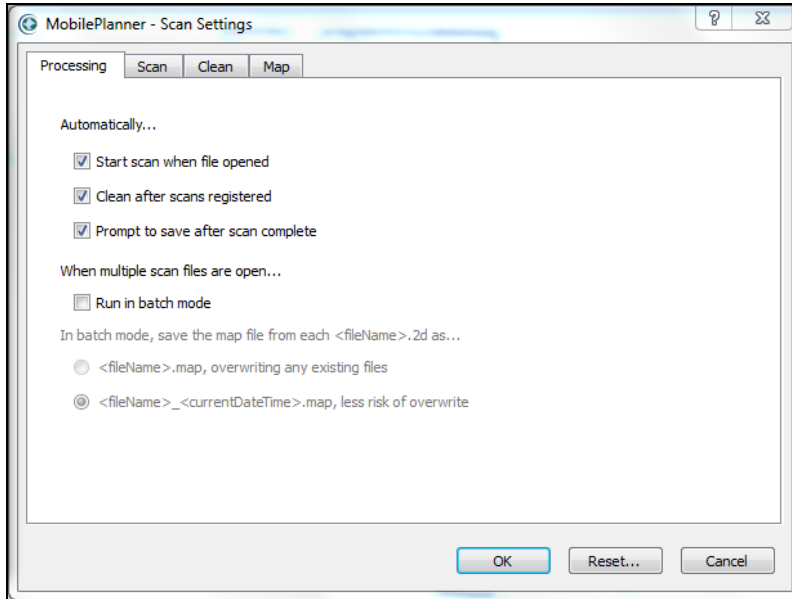 MobilePlanner - Scan Settings
Processing Scan Clean Map
Automatically...
Start scan when file opened
Clean after scans registered
Prompt to save after scan complete
When multiple scan files are open...
Run in batch mode
In batch mode, save the map file from each <fileName>.2d as...
<fileName>.map, overwriting any existing files
<fileName>_<currentDateTime>.map, less risk of overwrite
OK Reset... Cancel